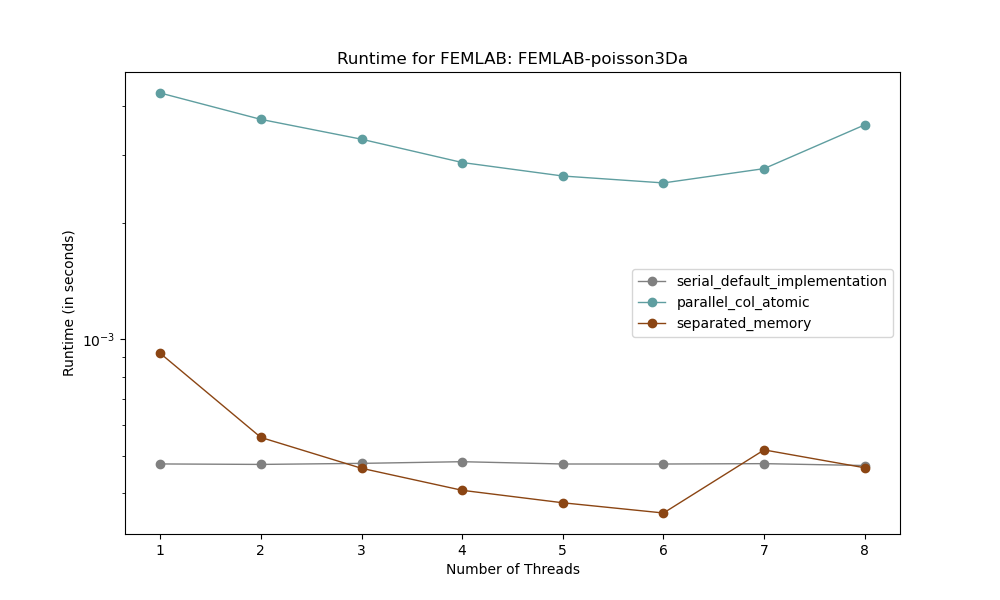 Runtime for FEMLAB: FEMLAB-poisson3Da
Runtime (in seconds)
10⁻³
serial_default_implementation
parallel_col_atomic
separated_memory
1 2 3 4 5 6 7 8
Number of Threads